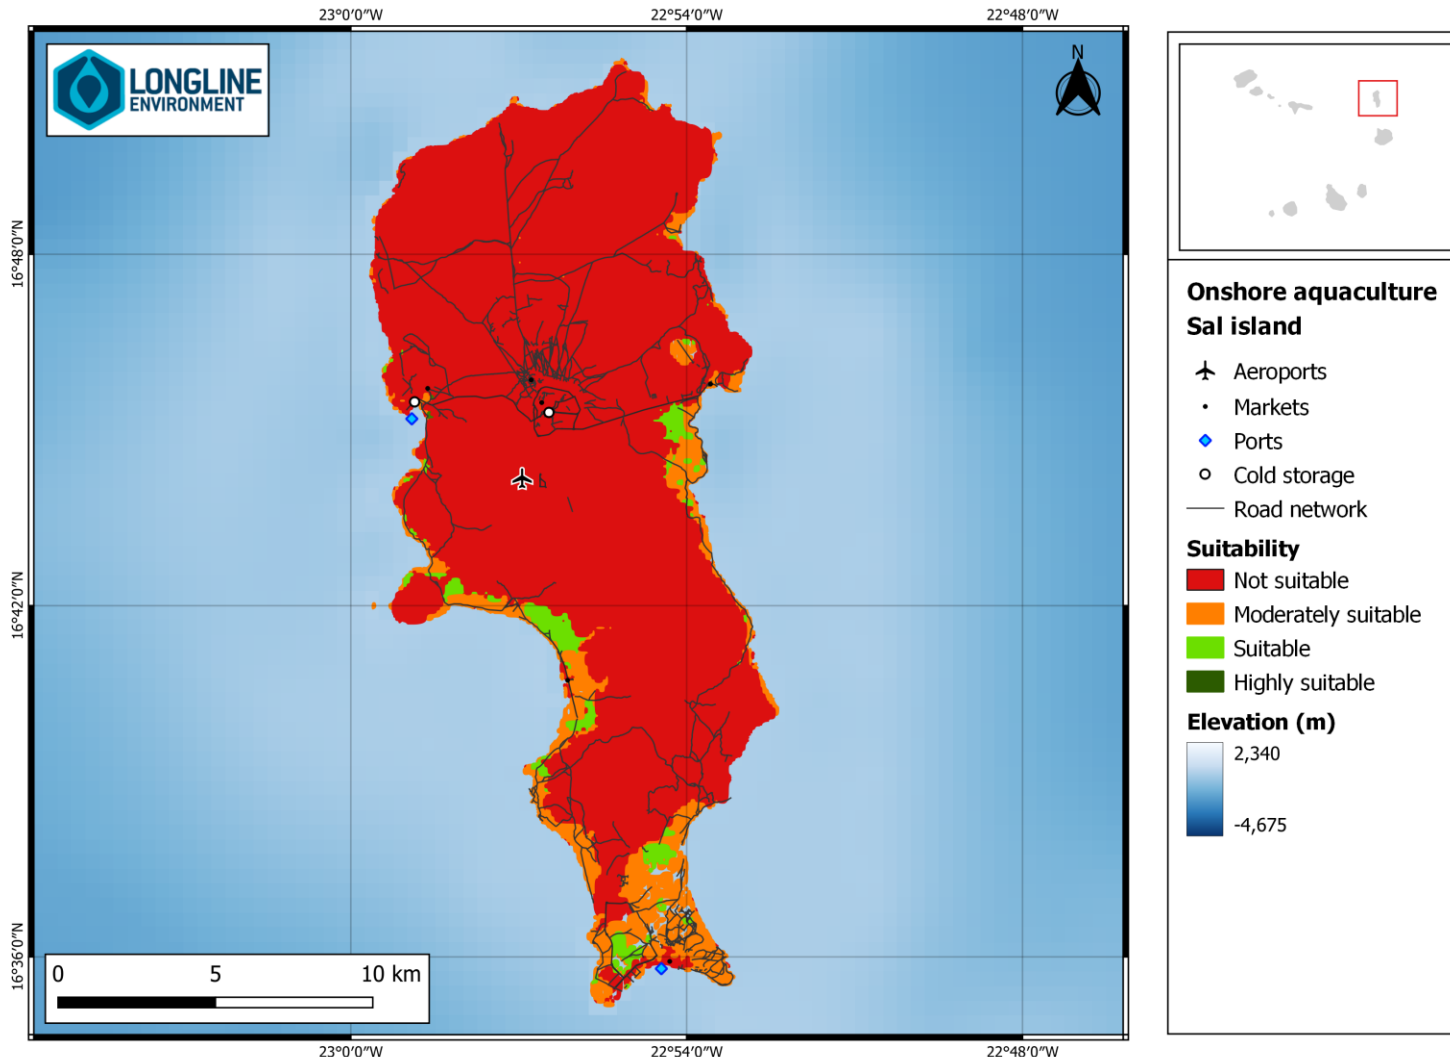 23°0'0"W 22°54'0"W 22°48'0"W
LONGLINE
ENVIRONMENT
N
16°48'0"N
16°42'0"N
16°36'0"N
0 5 10 km
23°0'0"W 22°54'0"W 22°48'0"W
Onshore aquaculture
Sal island
Aeroports
Markets
Ports
Cold storage
Road network
Suitability
Not suitable
Moderately suitable
Suitable
Highly suitable
Elevation (m)
2,340
-4,675